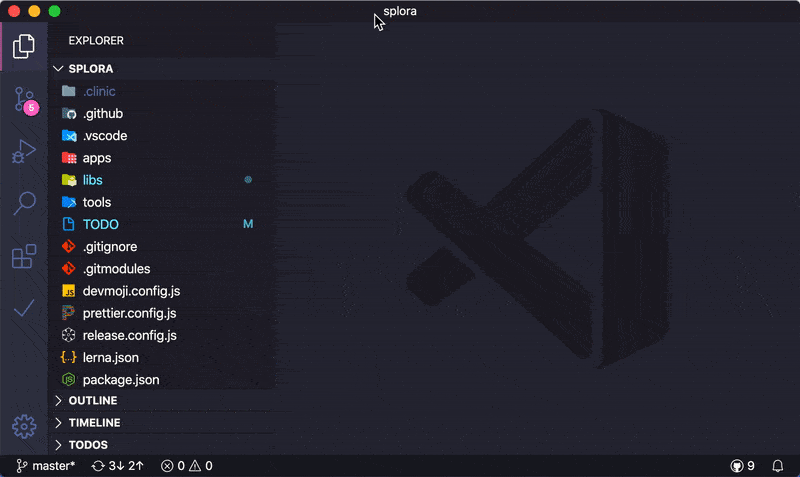 splora
EXPLORER
SPLORA
.clinic
.github
.vscode
apps
libs
tools
TODO M
.gitignore
.gitmodules
JS devmoji.config.js
prettier.config.js
release.config.js
{..} lerna.json
package.json
OUTLINE
TIMELINE
TODOS
5
master* 3↓ 2↑ 0 0 9